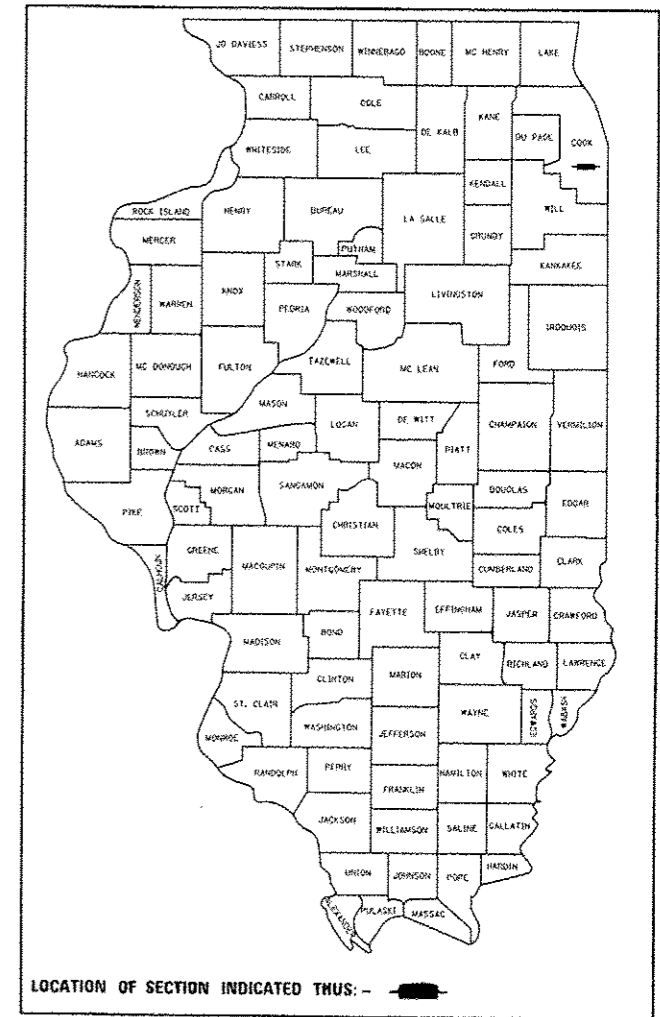 JO DAVIESS STEPHENSON WINNEBAGO BOONE MC HENRY LAKE
CARROLL OGLE DE KALB KANE DU PAGE COOK
WHITESIDE LEE KENDALL WILL
ROCK ISLAND HENRY BUREAU LA SALLE GRUNDY
MERCER PUTNAM KANKAKEE
STARK MARSHALL
HENDERSON WARREN KNOX PEORIA WOODFORD LIVINGSTON IROQUOIS
HANCOCK MC DONOUGH FULTON TAZEWELL MC LEAN FORD
SCHUYLER MASON LOGAN DE WITT CHAMPAIGN VERMILION
ADAMS BROWN CASS MENARD MACON PIATT
MORGAN SANGAMON DOUGLAS EDGAR
PIKE SCOTT CHRISTIAN MOULTRIE COLES
GREENE MACOUPIN MONTGOMERY SHELBY CUMBERLAND CLARK
CALHOUN JERSEY FAYETTE EFFINGHAM JASPER CRAWFORD
MADISON BOND CLAY RICHLAND LAWRENCE
CLINTON MARION
ST. CLAIR WAYNE EDWARDS WABASH
MONROE WASHINGTON JEFFERSON
RANDOLPH PERRY HAMILTON WHITE
FRANKLIN
JACKSON WILLIAMSON SALINE GALLATIN
UNION JOHNSON POPE HARDIN
ALEXANDER PULASKI MASSAC
LOCATION OF SECTION INDICATED THUS: -